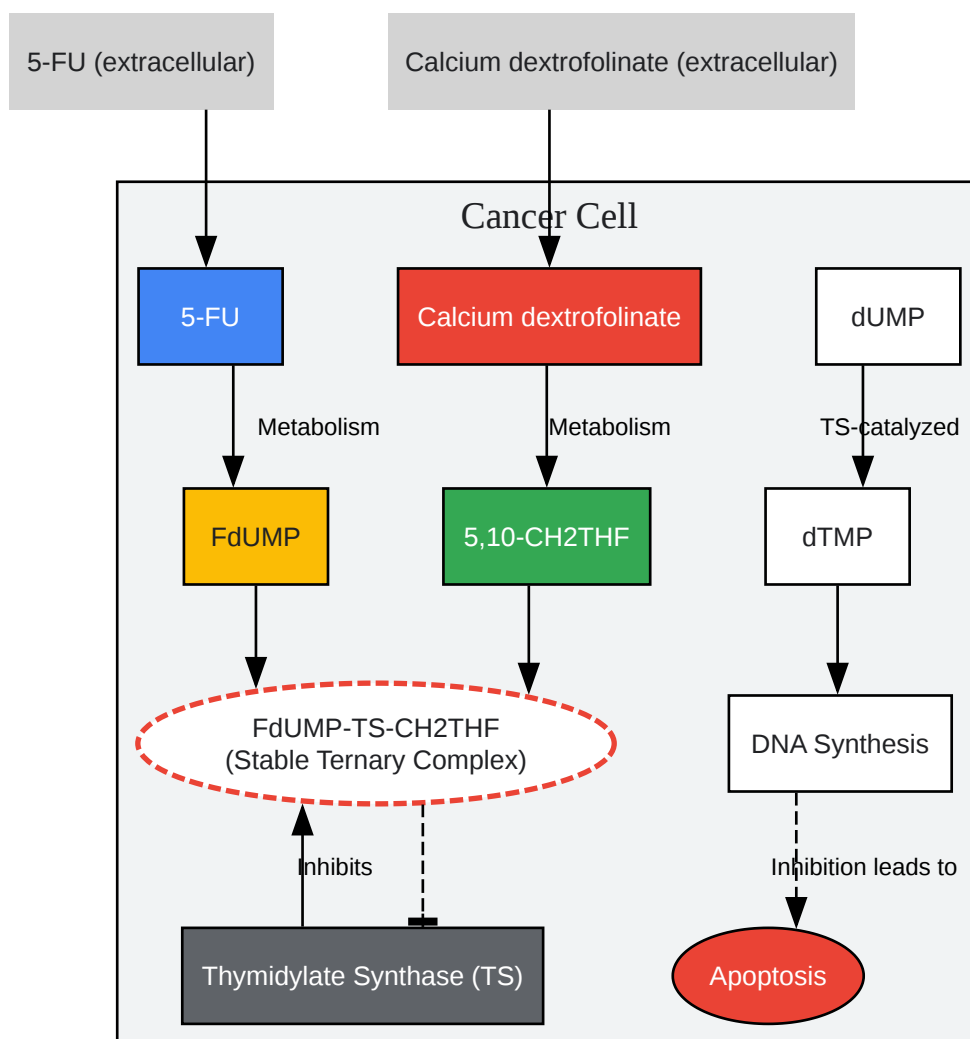 5-FU (extracellular)
Calcium dextrofolinate (extracellular)
Cancer Cell
5-FU
Calcium dextrofolinate
dUMP
Metabolism
Metabolism
TS-catalyzed
FdUMP
5,10-CH2THF
dTMP
FdUMP-TS-CH2THF
(Stable Ternary Complex)
DNA Synthesis
Inhibits
Inhibition leads to
Thymidylate Synthase (TS)
Apoptosis